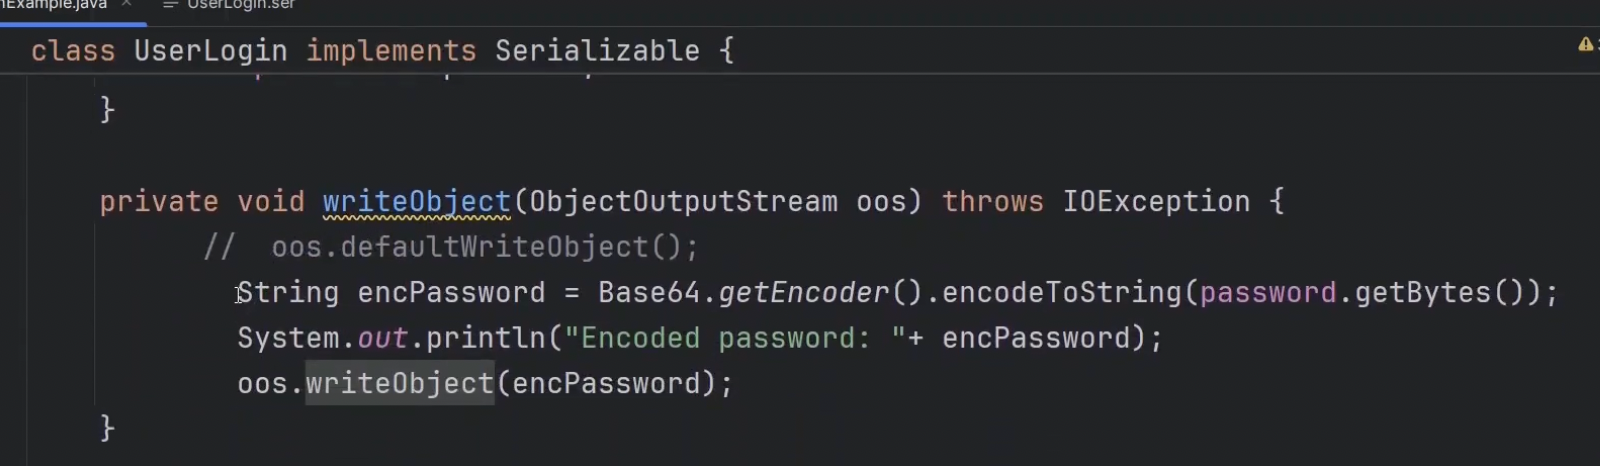 nExample.java × UserLogin.ser
class UserLogin implements Serializable {
}
private void writeObject(ObjectOutputStream oos) throws IOException {
// oos.defaultWriteObject();
String encPassword = Base64.getEncoder().encodeToString(password.getBytes());
System.out.println("Encoded password: "+ encPassword);
oos.writeObject(encPassword);
}